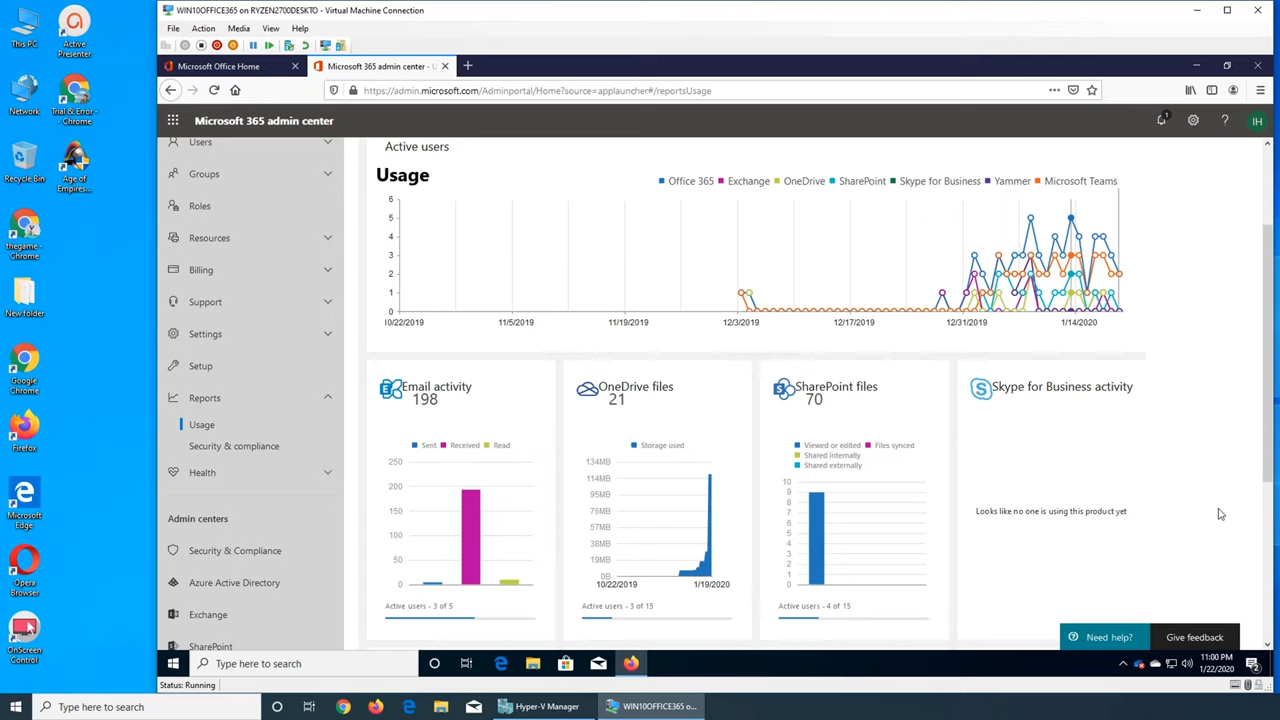 WIN10OFFICE365 on RYZEN2700DESKTO - Virtual Machine Connection
File Action Media View Help
Microsoft Office Home
Microsoft 365 admin center - U
https://admin.microsoft.com/Adminportal/Home?source=applauncher#/reportsUsage
Microsoft 365 admin center
1
IH
This PC
Active
Presenter
Network
Trial & Error -
- Chrome
Recycle Bin
Age of
Empires...
thegame -
Chrome
New folder
Google
Chrome
Firefox
Microsoft
Edge
Opera
Browser
OnScreen
Control
Users
Groups
Roles
Resources
Billing
Support
Settings
Setup
Reports
Usage
Security & compliance
Health
Admin centers
Security & Compliance
Azure Active Directory
Exchange
SharePoint
Active users
Usage
Office 365 Exchange OneDrive SharePoint Skype for Business Yammer Microsoft Teams
6
5
4
3
2
1
0
10/22/2019 11/5/2019 11/19/2019 12/3/2019 12/17/2019 12/31/2019 1/14/2020
Email activity
198
Sent Received Read
250
200
150
100
50
0
Active users - 3 of 5
OneDrive files
21
Storage used
134MB
114MB
95MB
76MB
57MB
38MB
19MB
0B
10/22/2019 1/19/2020
Active users - 3 of 15
SharePoint files
70
Viewed or edited Files synced
Shared internally
Shared externally
10
9
8
7
6
5
4
3
2
1
0
Active users - 4 of 15
Skype for Business activity
Looks like no one is using this product yet
Need help?
Give feedback
Type here to search
11:00 PM
1/22/2020
2
Status: Running
Type here to search
Hyper-V Manager
WIN10OFFICE365 o...